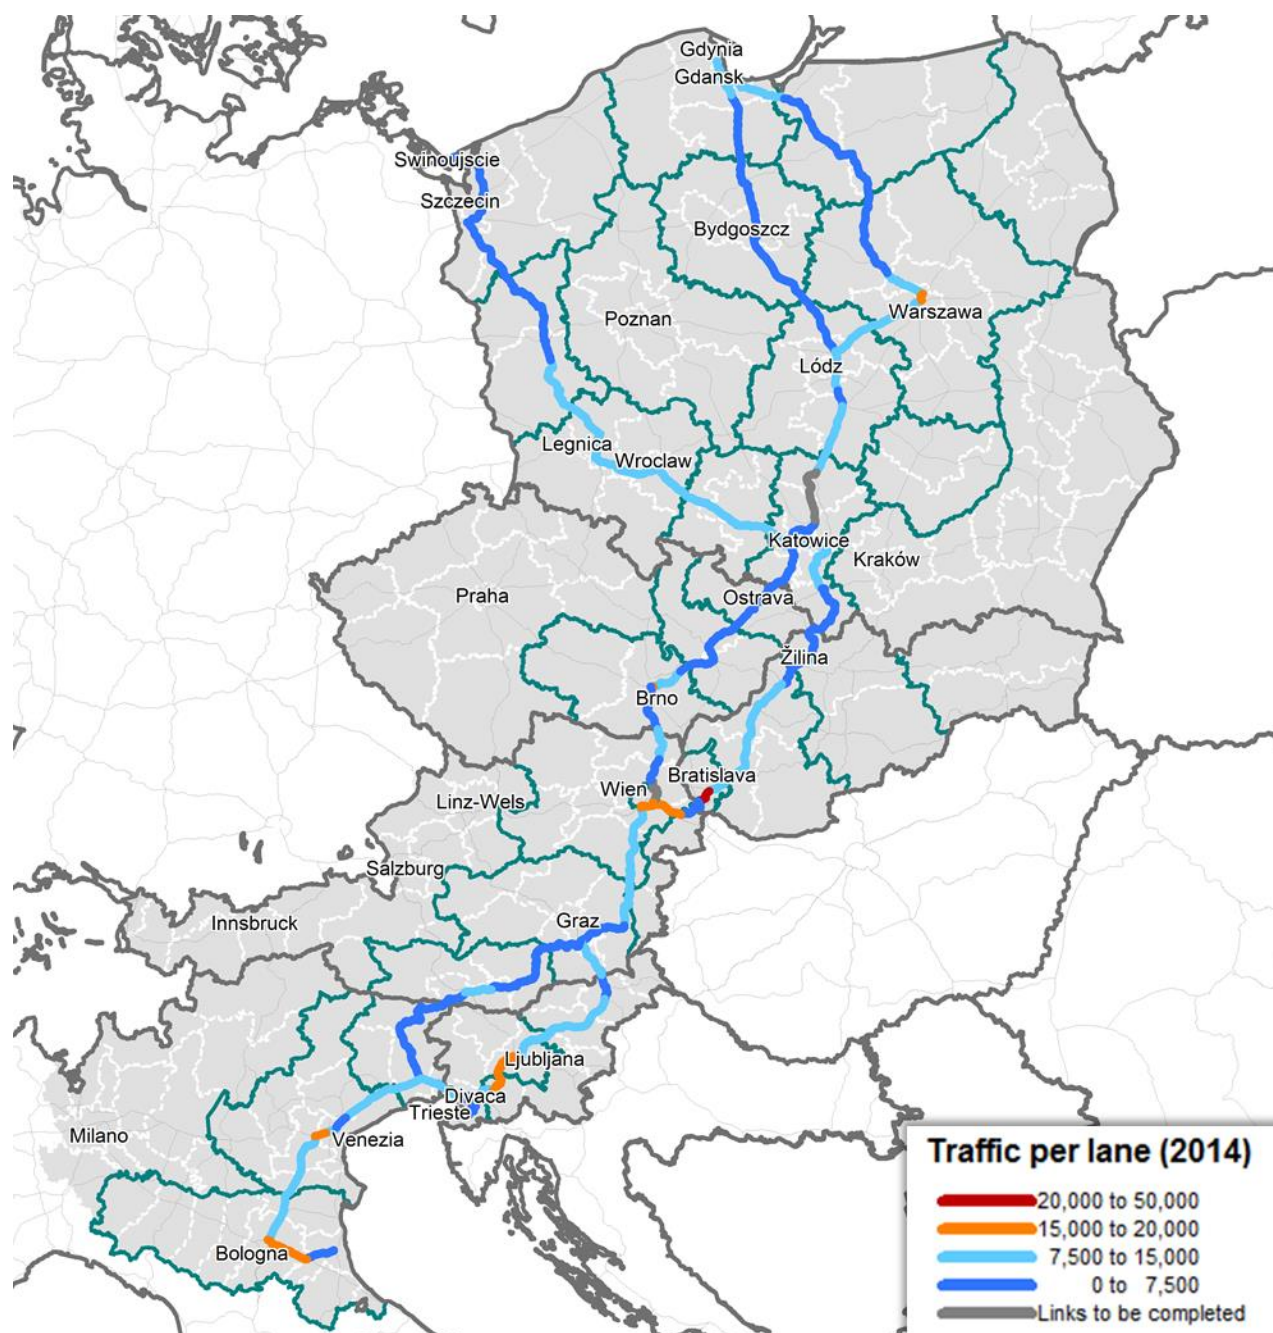 Gdynia
Gdansk
Swinoujscie
Szczecin
Bydgoszcz
Warszawa
Poznan
Lódz
Legnica
Wroclaw
Katowice
Kraków
Praha
Ostrava
Žilina
Brno
Bratislava
Wien
Linz-Wels
Salzburg
Graz
Innsbruck
Ljubljana
Divaca
Trieste
Milano
Venezia
Bologna
Traffic per lane (2014)
20,000 to 50,000
15,000 to 20,000
7,500 to 15,000
0 to 7,500
Links to be completed